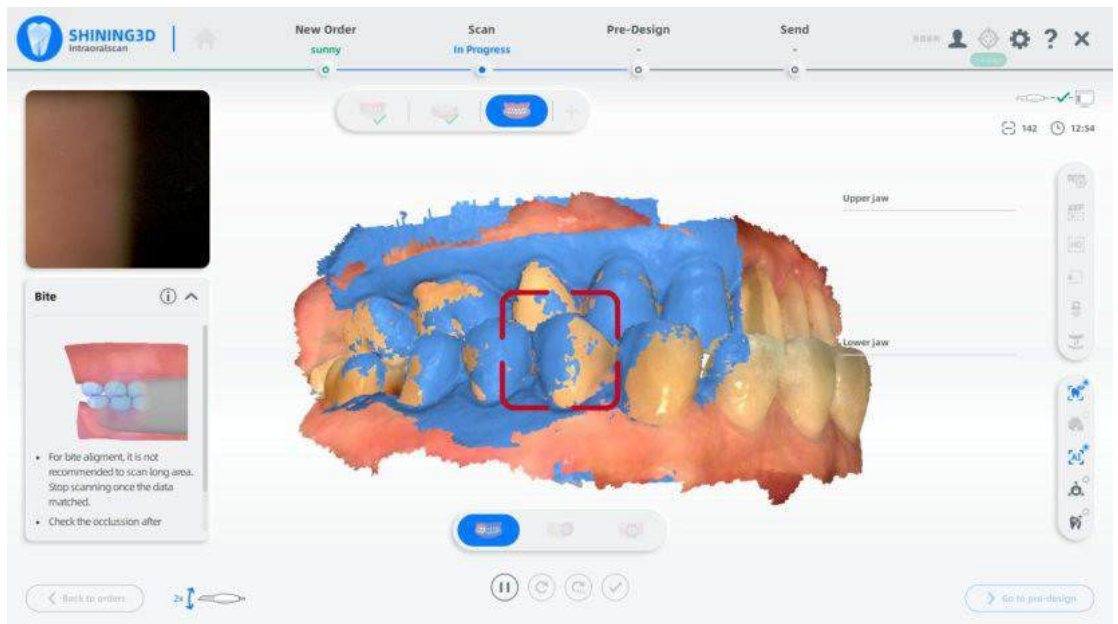 SHINING3D
Intraoralscan
New Order
sunny
Scan
In Progress
Pre-Design
-
Send
-
142
12:54
Upper jaw
Lower jaw
Bite
• For bite aligment, it is not
recommended to scan long area.
Stop scanning once the data
matched.
• Check the occlussion after
HD
AI
2x
Back to orders
Go to pre-design